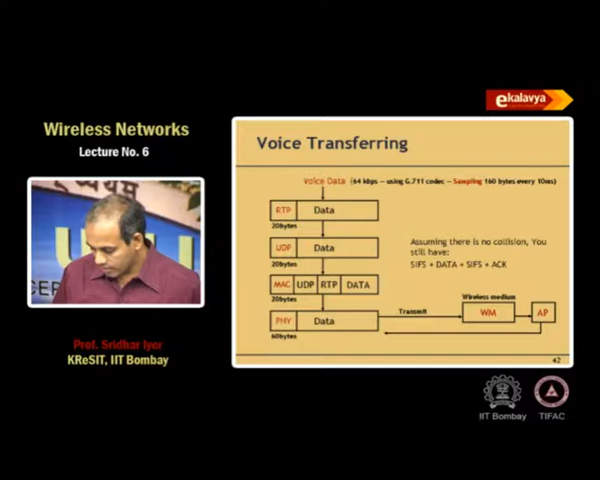 ekalavya
Wireless Networks
Lecture No. 6
Voice Transferring
Voice Data (64 kbps – using G.711 codec – Sampling 160 bytes every 10ms)
RTP Data
20bytes
UDP Data
20bytes
Assuming there is no collision, You
still have:
SIFS + DATA + SIFS + ACK
MAC UDP RTP DATA
20bytes
PHY Data
60bytes
Transmit
Wireless medium
WM
AP
42
Prof. Sridhar Iyer
KReSIT, IIT Bombay
IIT Bombay
TIFAC